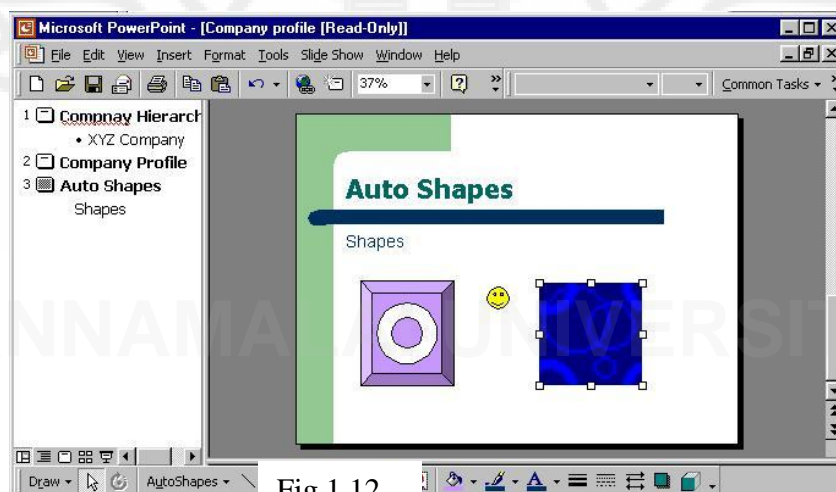 Microsoft PowerPoint - [Company profile [Read-Only]]
File Edit View Insert Format Tools Slide Show Window Help
37% Common Tasks
1 Compnay Hierarch
• XYZ Company
2 Company Profile
3 Auto Shapes
Shapes
Auto Shapes
Shapes
NNAMALAI UNIVERSIT
Draw AutoShapes
Fig 1.12